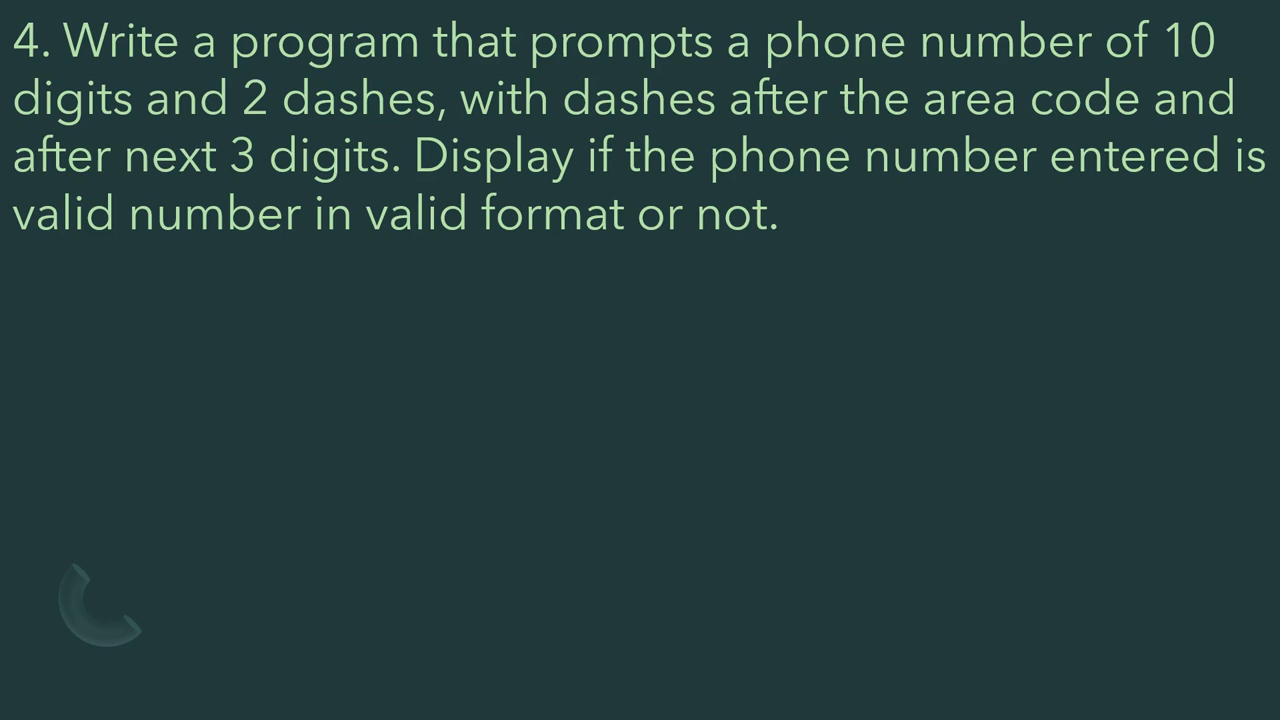 4. Write a program that prompts a phone number of 10
digits and 2 dashes, with dashes after the area code and
after next 3 digits. Display if the phone number entered is
valid number in valid format or not.